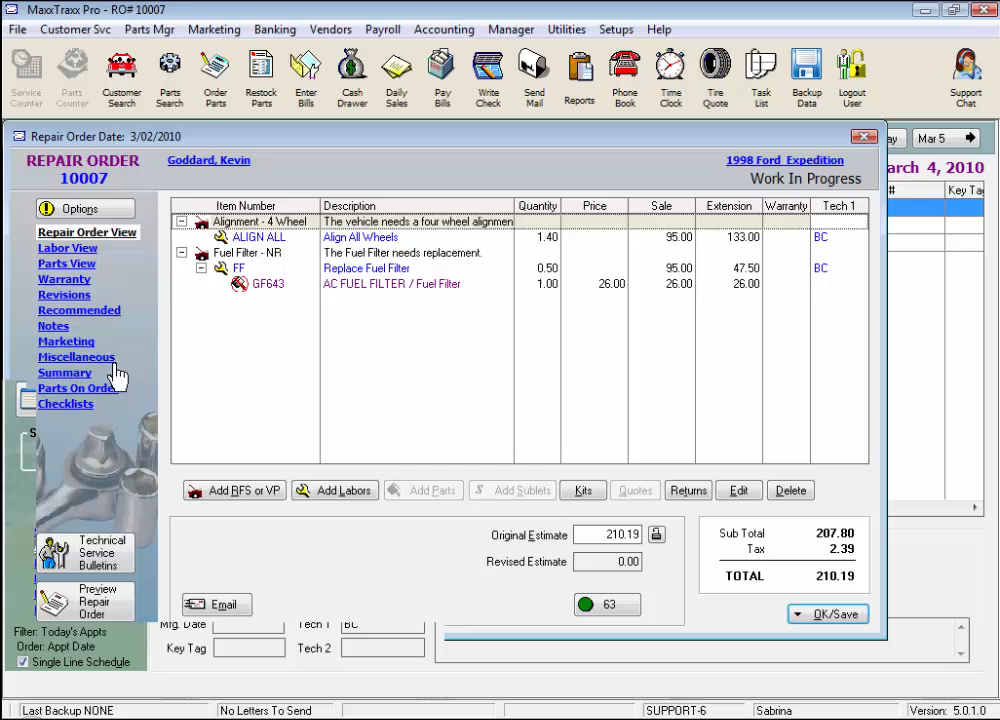 MaxxTraxx Pro - RO# 10007
File Customer Svc Parts Mgr Marketing Banking Vendors Payroll Accounting Manager Utilities Setups Help
Service Counter
Parts Counter
Customer Search
Parts Search
Order Parts
Restock Parts
Enter Bills
Cash Drawer
Daily Sales
Pay Bills
Write Check
Send Mail
Reports
Phone Book
Time Clock
Tire Quote
Task List
Backup Data
Logout User
Support Chat
Repair Order Date: 3/02/2010
ay Mar 5
arch 4, 2010
# Key Tag
REPAIR ORDER
10007
Goddard, Kevin
1998 Ford Expedition
Work In Progress
Options
Repair Order View
Labor View
Parts View
Warranty
Revisions
Recommended
Notes
Marketing
Miscellaneous
Summary
Parts On Orde
Checklists
S
Item Number Description Quantity Price Sale Extension Warranty Tech 1
Alignment - 4 Wheel The vehicle needs a four wheel alignmen
ALIGN ALL Align All Wheels 1.40 95.00 133.00 BC
Fuel Filter - NR The Fuel Filter needs replacement.
FF Replace Fuel Filter 0.50 95.00 47.50 BC
GF643 AC FUEL FILTER / Fuel Filter 1.00 26.00 26.00 26.00
Add RFS or VP Add Labors Add Parts Add Sublets Kits Quotes Returns Edit Delete
Original Estimate 210.19
Revised Estimate 0.00
Sub Total 207.80
Tax 2.39
TOTAL 210.19
Technical Service Bulletins
Preview Repair Order
Email
63
OK/Save
Mfg. Date Tech 1 BC
Key Tag Tech 2
Filter: Today's Appts
Order: Appt Date
Single Line Schedule
Last Backup NONE No Letters To Send SUPPORT-6 Sabrina Version: 5.0.1.0